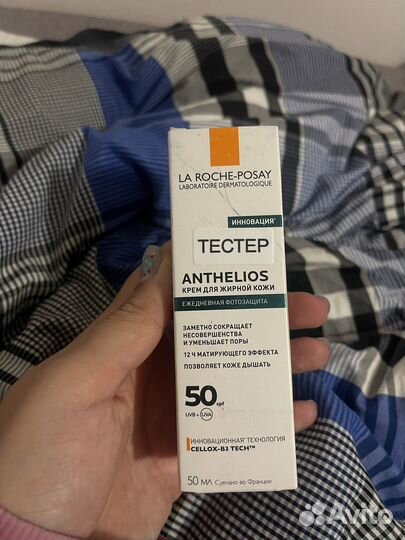 LA ROCHE-POSAY
LABORATOIRE DERMATOLOGIQUE
ИННОВАЦИЯ*
ТЕСТЕР
ANTHELIOS
КРЕМ ДЛЯ ЖИРНОЙ КОЖИ
ЕЖЕДНЕВНАЯ ФОТОЗАЩИТА
ЗАМЕТНО СОКРАЩАЕТ
НЕСОВЕРШЕНСТВА
И УМЕНЬШАЕТ ПОРЫ
12 Ч МАТИРУЮЩЕГО ЭФФЕКТА
ПОЗВОЛЯЕТ КОЖЕ ДЫШАТЬ
50 spf
UVB + UVA
ИННОВАЦИОННАЯ* ТЕХНОЛОГИЯ
CELLOX-B3 TECH™
50 МЛ Сделано во Франции
Avito